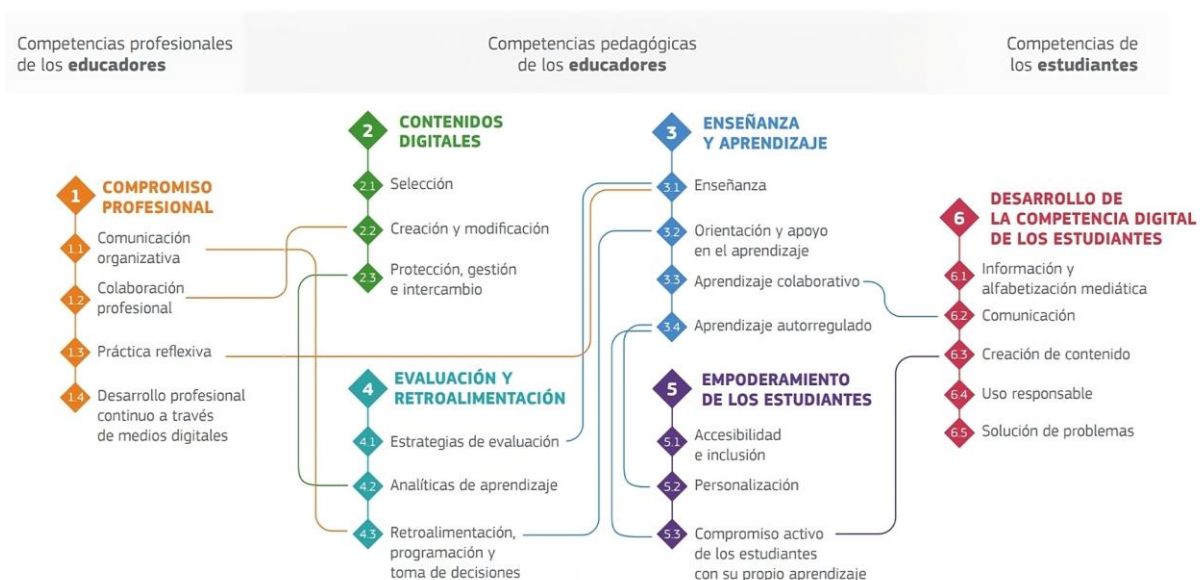 Competencias profesionales
de los educadores
Competencias pedagógicas
de los educadores
Competencias de
los estudiantes
1
COMPROMISO
PROFESIONAL
1.1
Comunicación
organizativa
1.2
Colaboración
profesional
1.3
Práctica reflexiva
1.4
Desarrollo profesional
continuo a través
de medios digitales
2
CONTENIDOS
DIGITALES
2.1
Selección
2.2
Creación y modificación
2.3
Protección, gestión
e intercambio
3
ENSEÑANZA
Y APRENDIZAJE
3.1
Enseñanza
3.2
Orientación y apoyo
en el aprendizaje
3.3
Aprendizaje colaborativo
3.4
Aprendizaje autorregulado
4
EVALUACIÓN Y
RETROALIMENTACIÓN
4.1
Estrategias de evaluación
4.2
Analíticas de aprendizaje
4.3
Retroalimentación,
programación y
toma de decisiones
5
EMPODERAMIENTO
DE LOS ESTUDIANTES
5.1
Accesibilidad
e inclusión
5.2
Personalización
5.3
Compromiso activo
de los estudiantes
con su propio aprendizaje
6
DESARROLLO DE
LA COMPETENCIA DIGITAL
DE LOS ESTUDIANTES
6.1
Información y
alfabetización mediática
6.2
Comunicación
6.3
Creación de contenido
6.4
Uso responsable
6.5
Solución de problemas